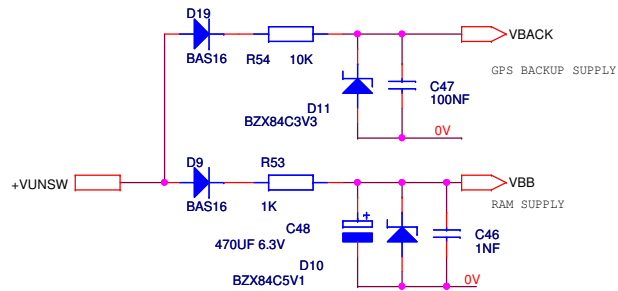 D19
VBACK
BAS16
R54
10K
GPS BACKUP SUPPLY
C47
100NF
D11
BZX84C3V3
0V
D9
R53
+VUNSW
VBB
BAS16
1K
RAM SUPPLY
C48
+
C46
1NF
470UF 6.3V
D10
BZX84C5V1
0V